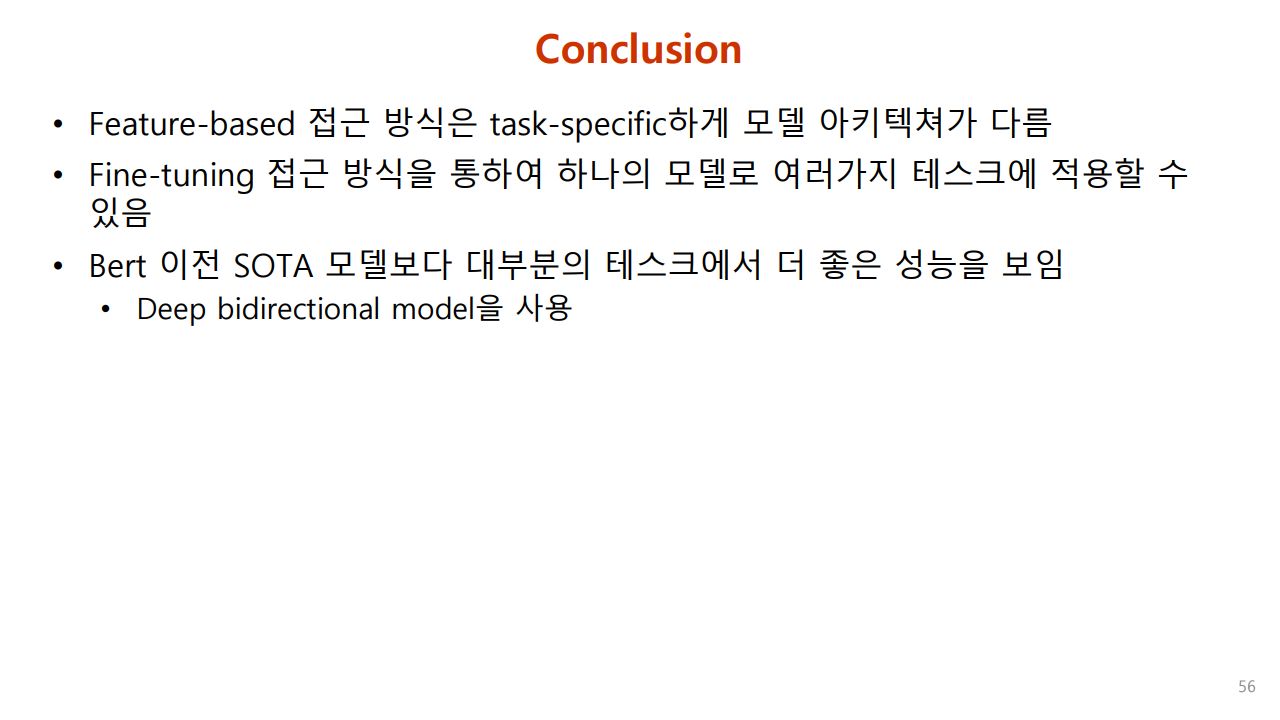 Conclusion
• Feature-based 접근 방식은 task-specific하게 모델 아키텍쳐가 다름
• Fine-tuning 접근 방식을 통하여 하나의 모델로 여러가지 테스크에 적용할 수
있음
• Bert 이전 SOTA 모델보다 대부분의 테스크에서 더 좋은 성능을 보임
• Deep bidirectional model을 사용
56